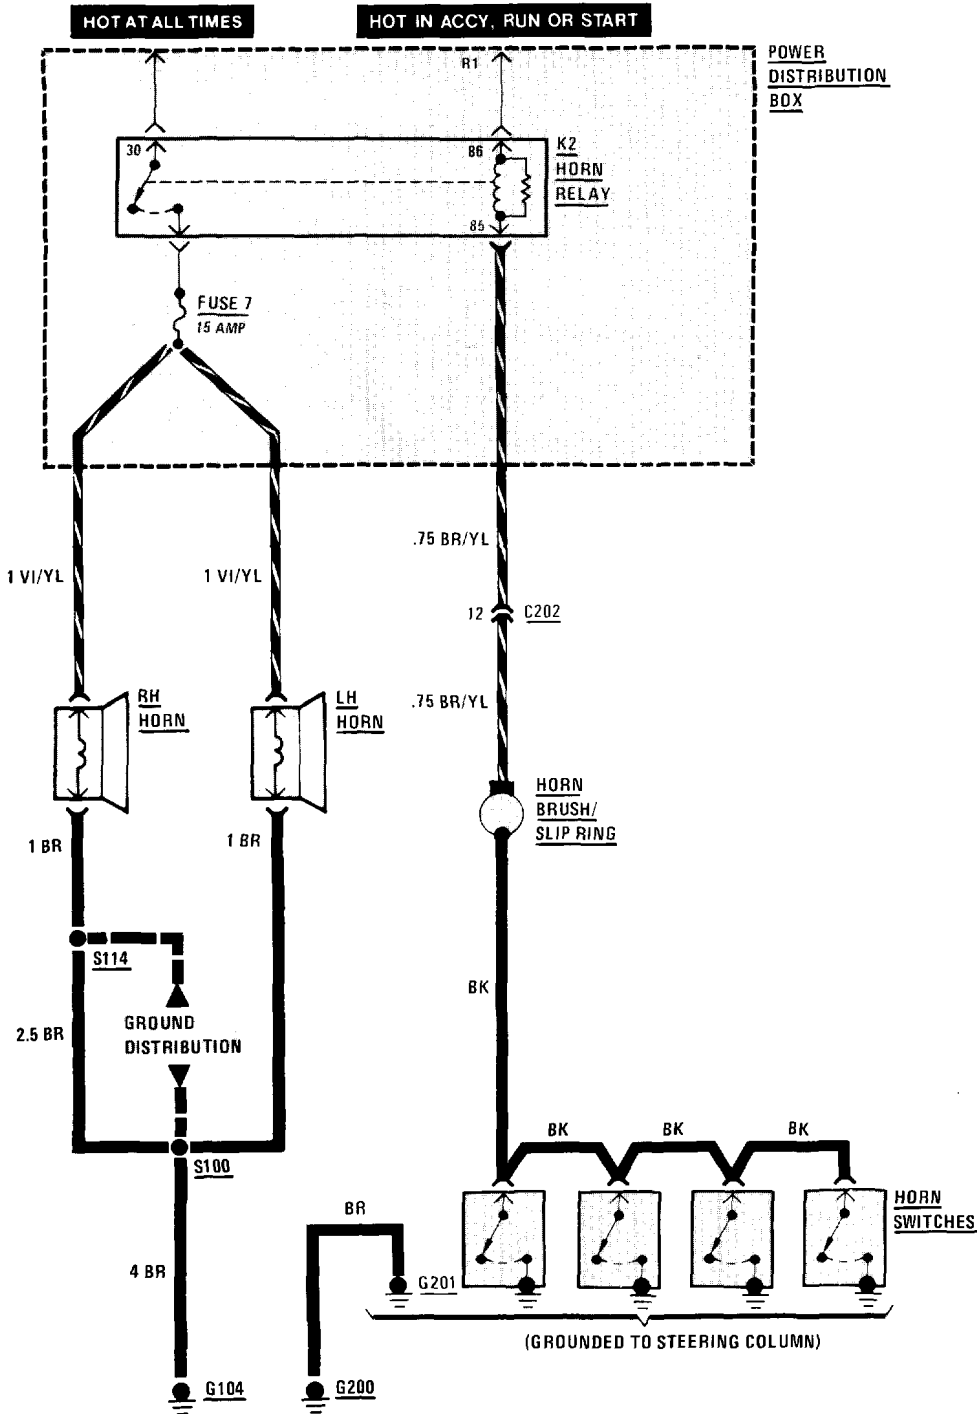 HOT AT ALL TIMES
HOT IN ACCY, RUN OR START
POWER
DISTRIBUTION
BOX
R1
30
86
K2
HORN
RELAY
85
FUSE 7
15 AMP
.75 BR/YL
1 VI/YL
1 VI/YL
12
C202
RH
HORN
LH
HORN
.75 BR/YL
HORN
BRUSH/
SLIP RING
1 BR
1 BR
S114
BK
2.5 BR
GROUND
DISTRIBUTION
BK
BK
BK
S100
HORN
SWITCHES
BR
4 BR
G201
(GROUNDED TO STEERING COLUMN)
G104
G200